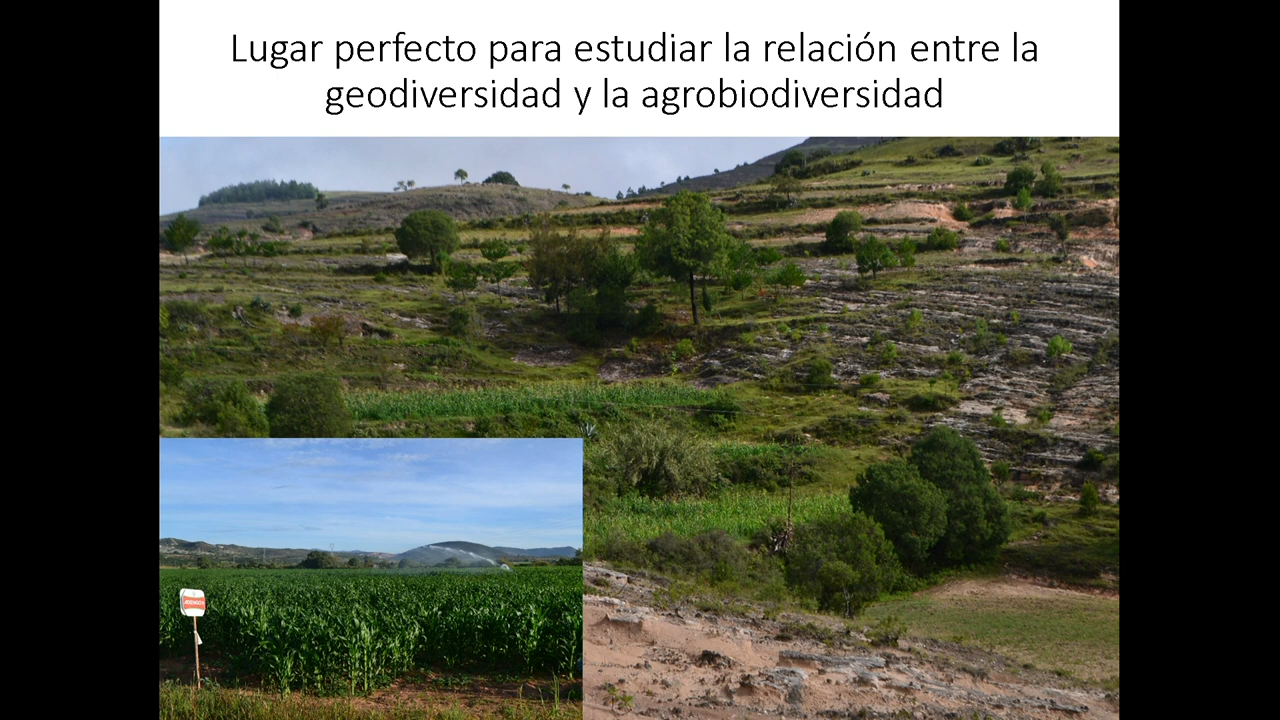 Lugar perfecto para estudiar la relación entre la
geodiversidad y la agrobiodiversidad